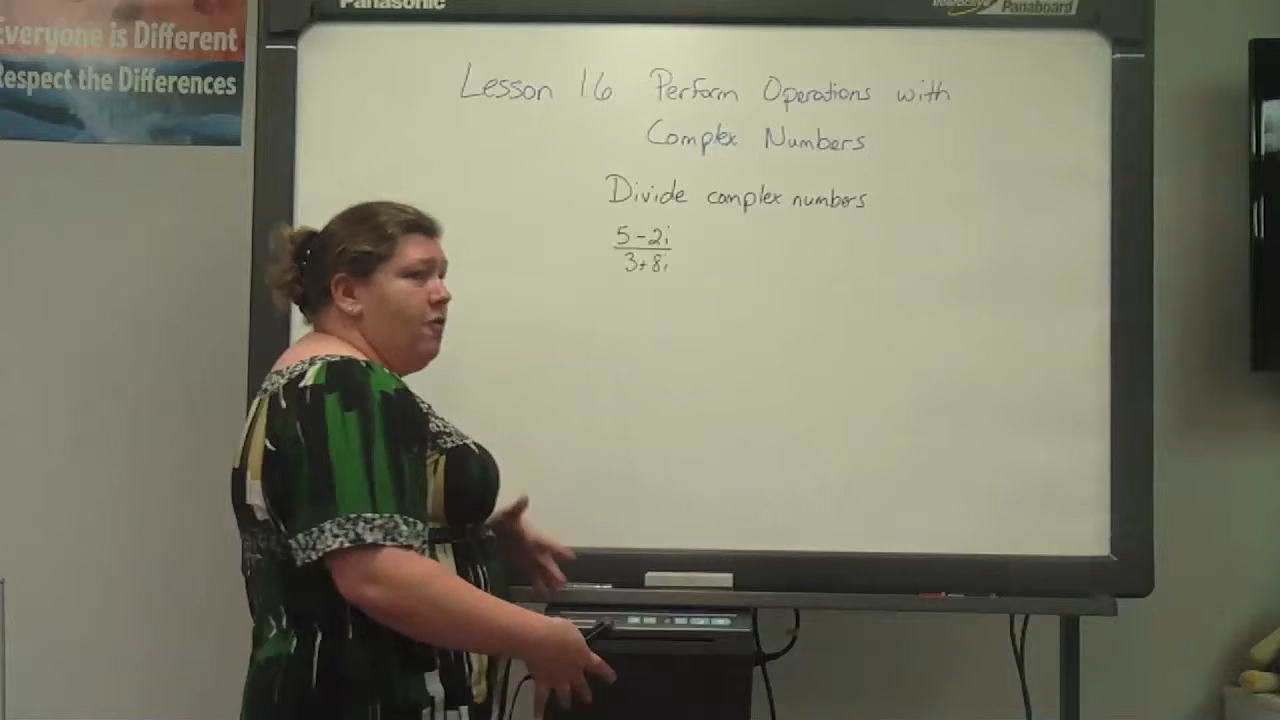 Panasonic
Panaboard
Everyone is Different
Respect the Differences
Lesson 16 Perform Operations with
Complex Numbers
Divide complex numbers
5-2i
3+8i